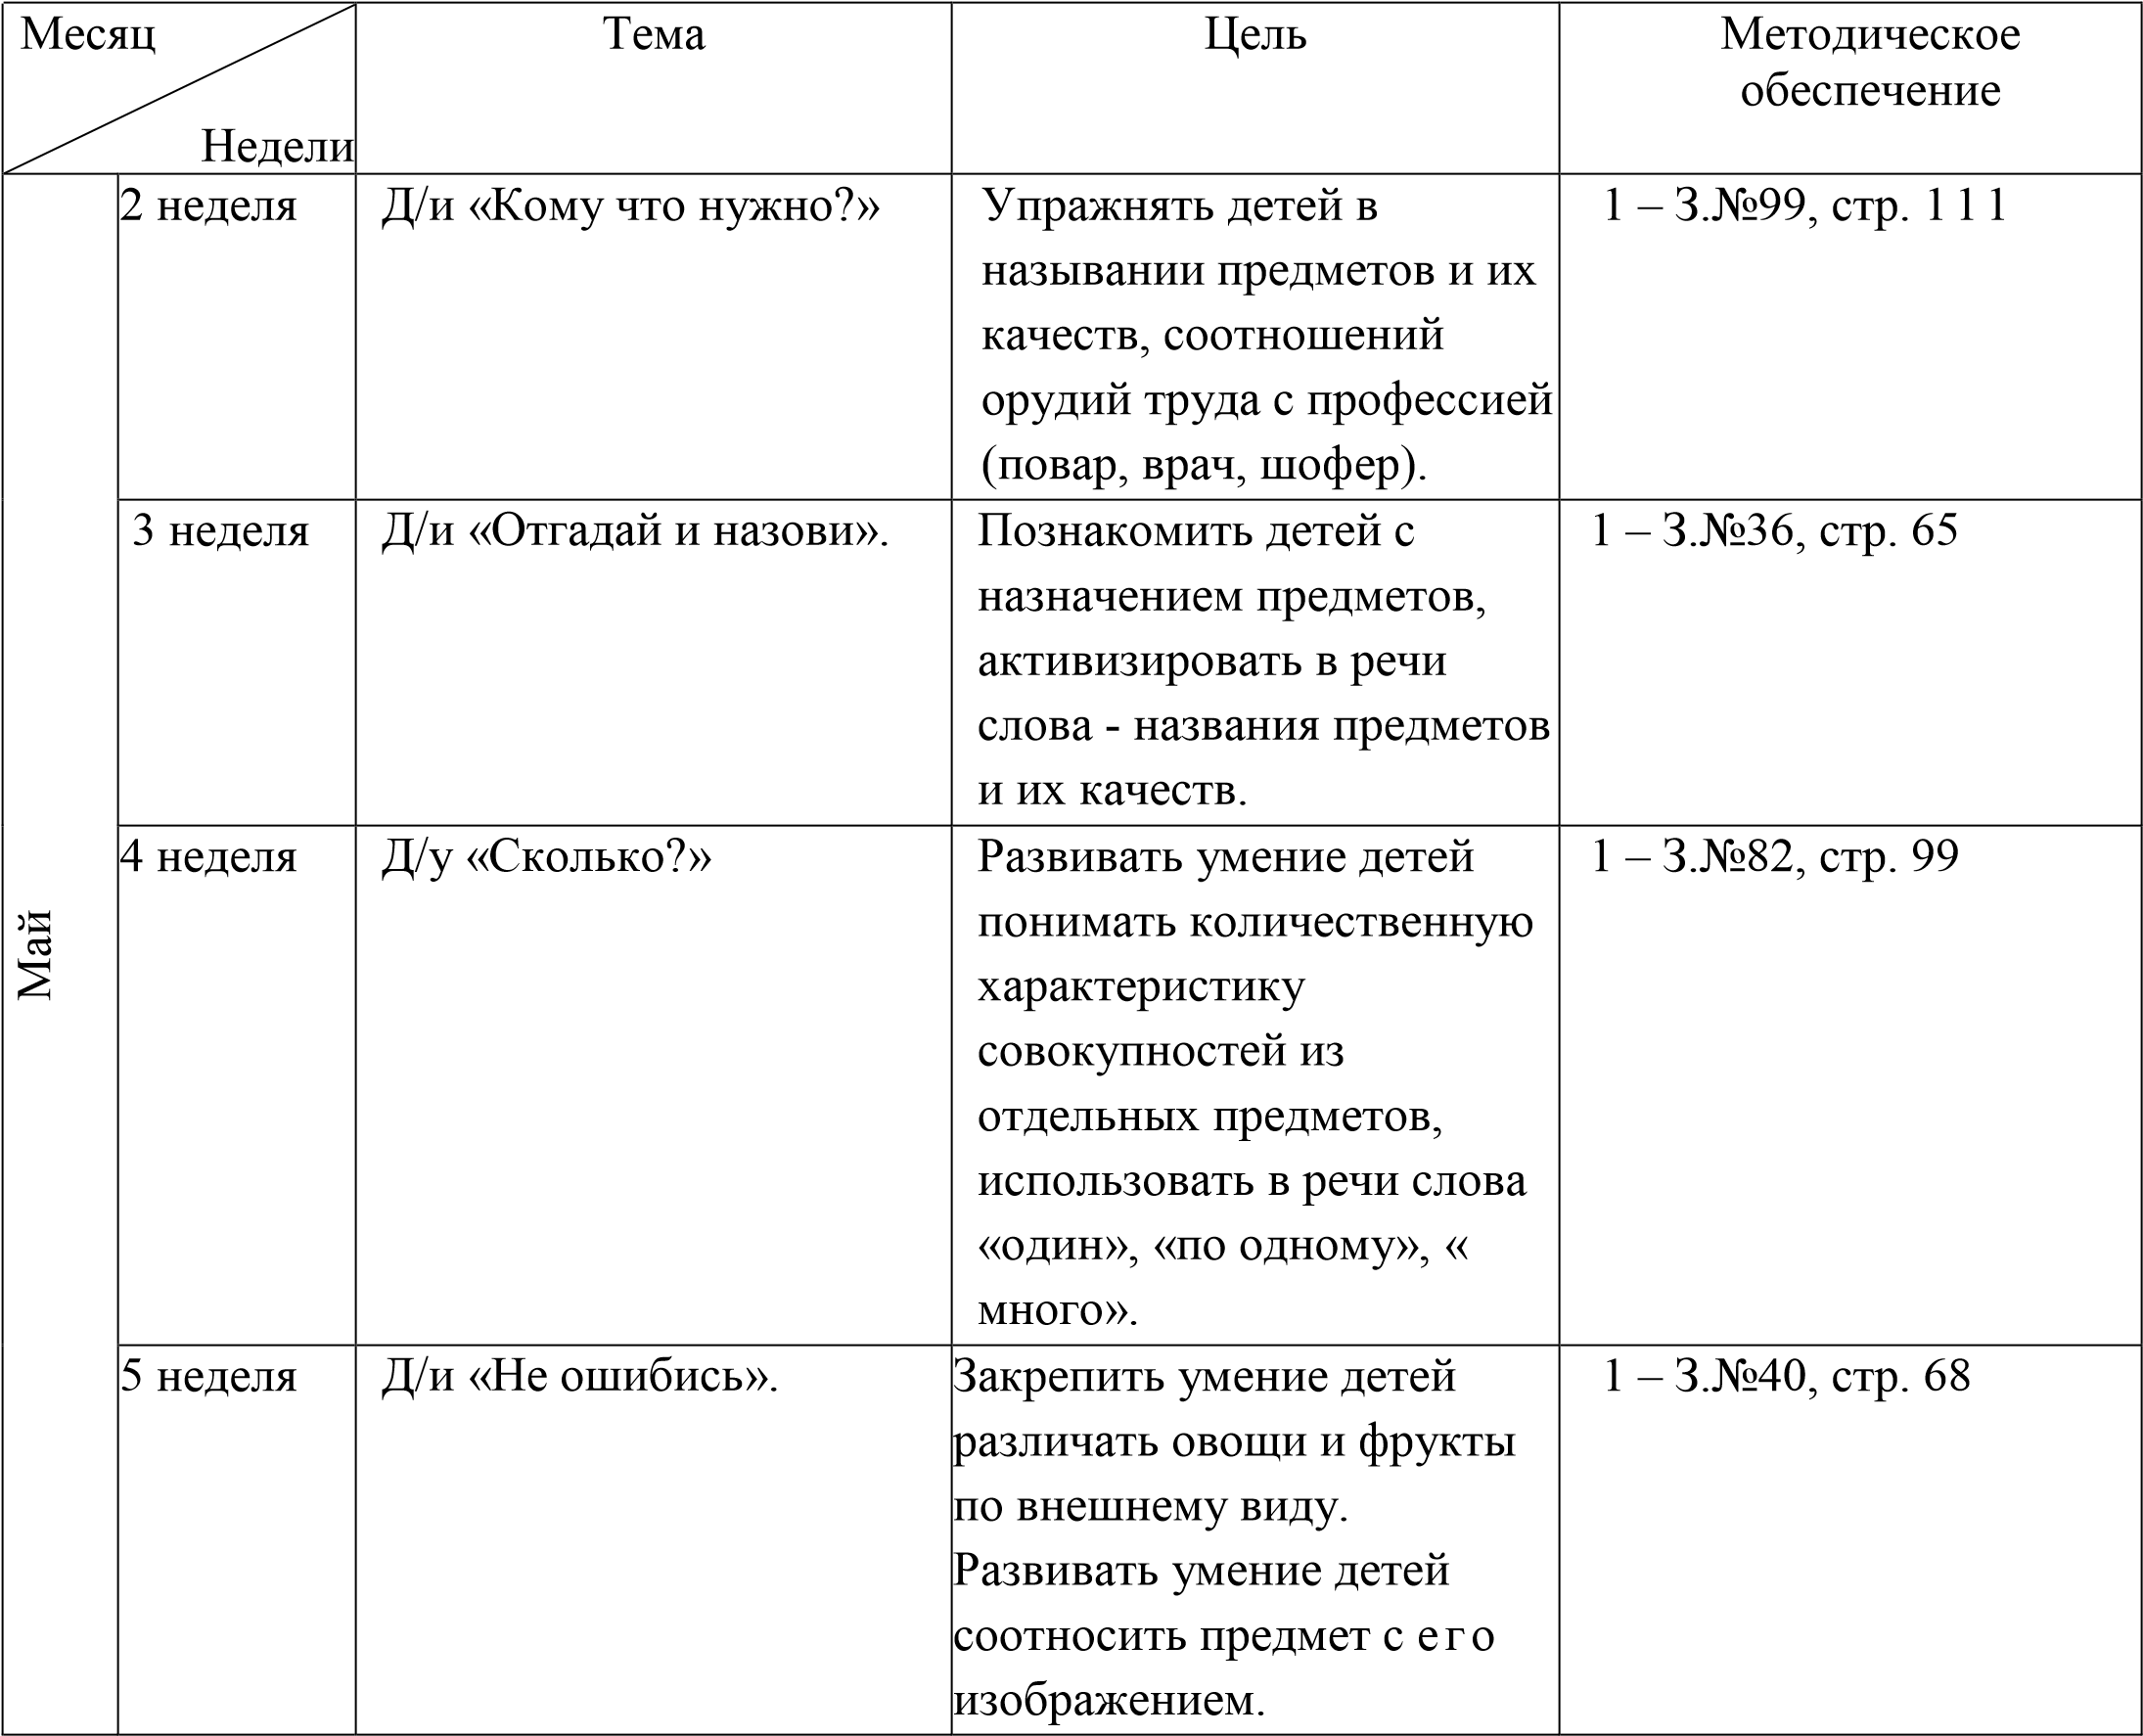 Месяц
Недели
Тема
Цель
Методическое
обеспечение
Май
2 неделя
Д/и «Кому что нужно?»
Упражнять детей в
назывании предметов и их
качеств, соотношений
орудий труда с профессией
(повар, врач, шофер).
1 – З.№99, стр. 111
3 неделя
Д/и «Отгадай и назови».
Познакомить детей с
назначением предметов,
активизировать в речи
слова - названия предметов
и их качеств.
1 – З.№36, стр. 65
4 неделя
Д/у «Сколько?»
Развивать умение детей
понимать количественную
характеристику
совокупностей из
отдельных предметов,
использовать в речи слова
«один», «по одному», «
много».
1 – З.№82, стр. 99
5 неделя
Д/и «Не ошибись».
Закрепить умение детей
различать овощи и фрукты
по внешнему виду.
Развивать умение детей
соотносить предмет с его
изображением.
1 – З.№40, стр. 68